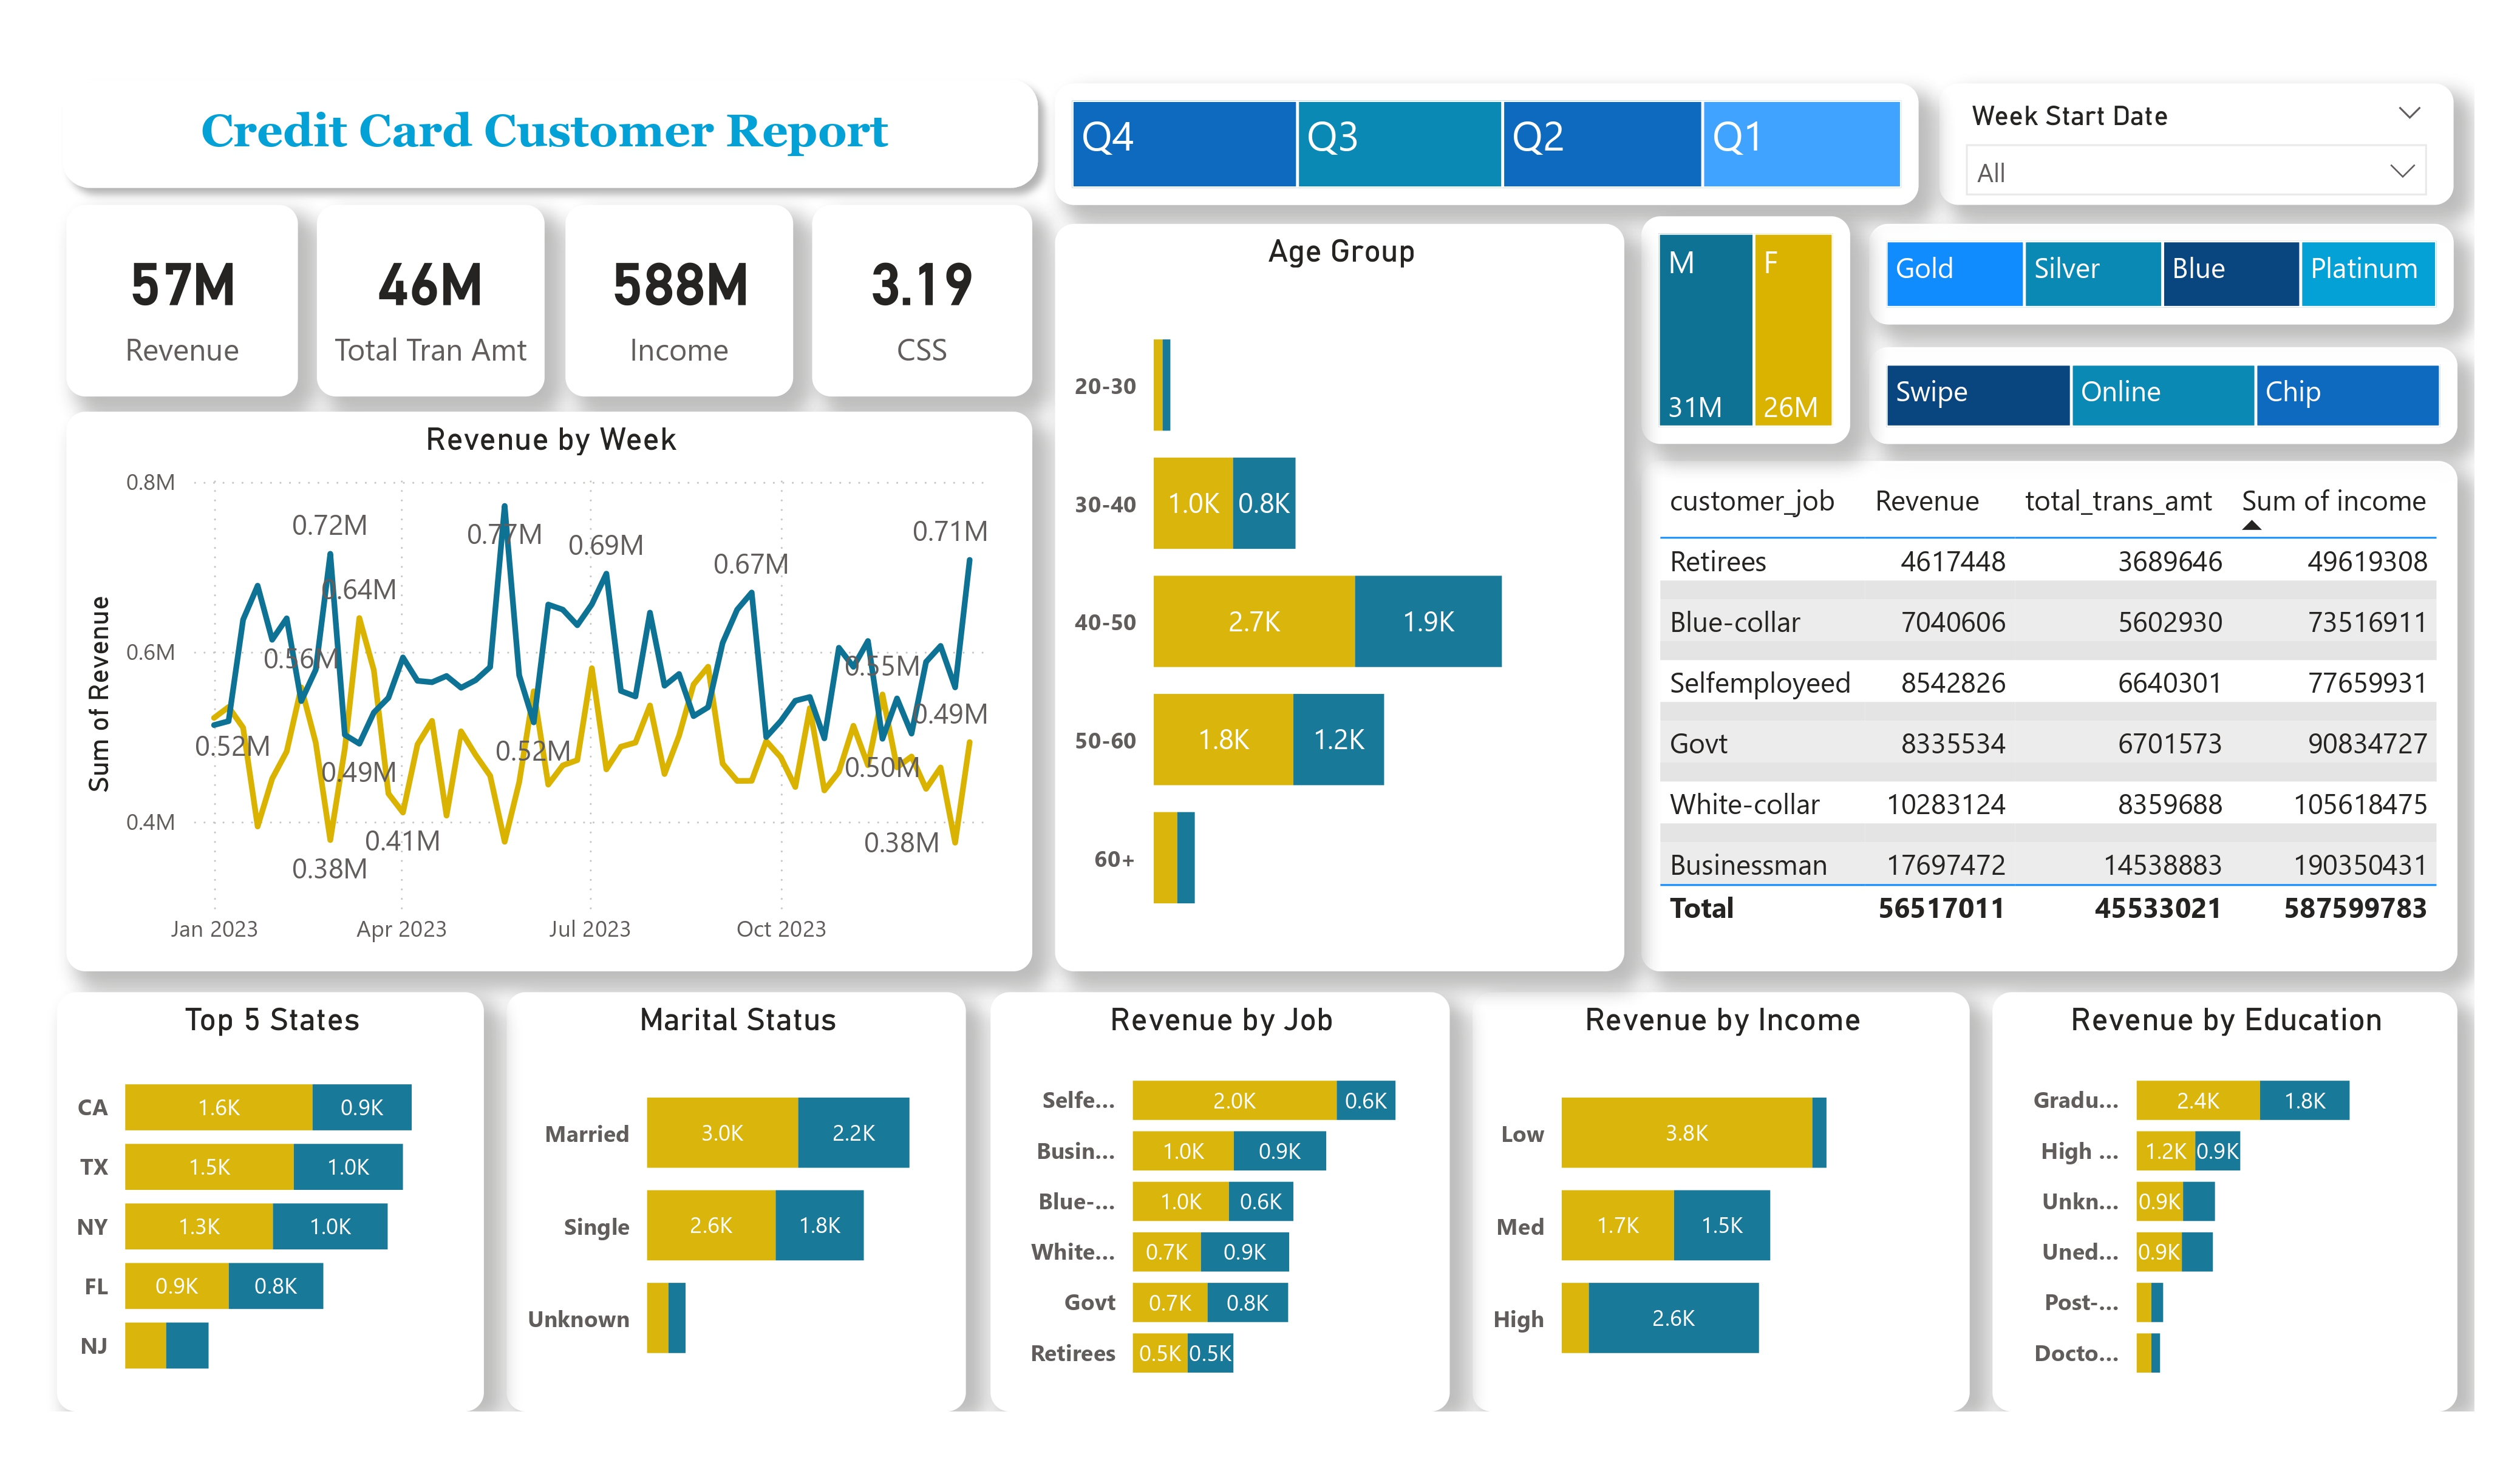 Credit Card Customer Report
Q4 Q3 Q2 Q1
Week Start Date
All
57M
Revenue
46M
Total Tran Amt
588M
Income
3.19
CSS
Age Group
20-30
30-40 1.0K 0.8K
40-50 2.7K 1.9K
50-60 1.8K 1.2K
60+
M
31M
F
26M
Gold Silver Blue Platinum
Swipe Online Chip
Revenue by Week
Sum of Revenue
0.8M
0.6M
0.4M
0.72M
0.77M
0.69M
0.67M
0.71M
0.64M
0.56M
0.55M
0.52M
0.49M
0.52M
0.50M
0.49M
0.41M
0.38M
0.38M
Jan 2023 Apr 2023 Jul 2023 Oct 2023
customer_job Revenue total_trans_amt Sum of income
Retirees 4617448 3689646 49619308
Blue-collar 7040606 5602930 73516911
Selfemployeed 8542826 6640301 77659931
Govt 8335534 6701573 90834727
White-collar 10283124 8359688 105618475
Businessman 17697472 14538883 190350431
Total 56517011 45533021 587599783
Top 5 States
CA 1.6K 0.9K
TX 1.5K 1.0K
NY 1.3K 1.0K
FL 0.9K 0.8K
NJ
Marital Status
Married 3.0K 2.2K
Single 2.6K 1.8K
Unknown
Revenue by Job
Selfe... 2.0K 0.6K
Busin... 1.0K 0.9K
Blue-... 1.0K 0.6K
White... 0.7K 0.9K
Govt 0.7K 0.8K
Retirees 0.5K 0.5K
Revenue by Income
Low 3.8K
Med 1.7K 1.5K
High 2.6K
Revenue by Education
Gradu... 2.4K 1.8K
High ... 1.2K 0.9K
Unkn... 0.9K
Uned... 0.9K
Post-...
Docto...